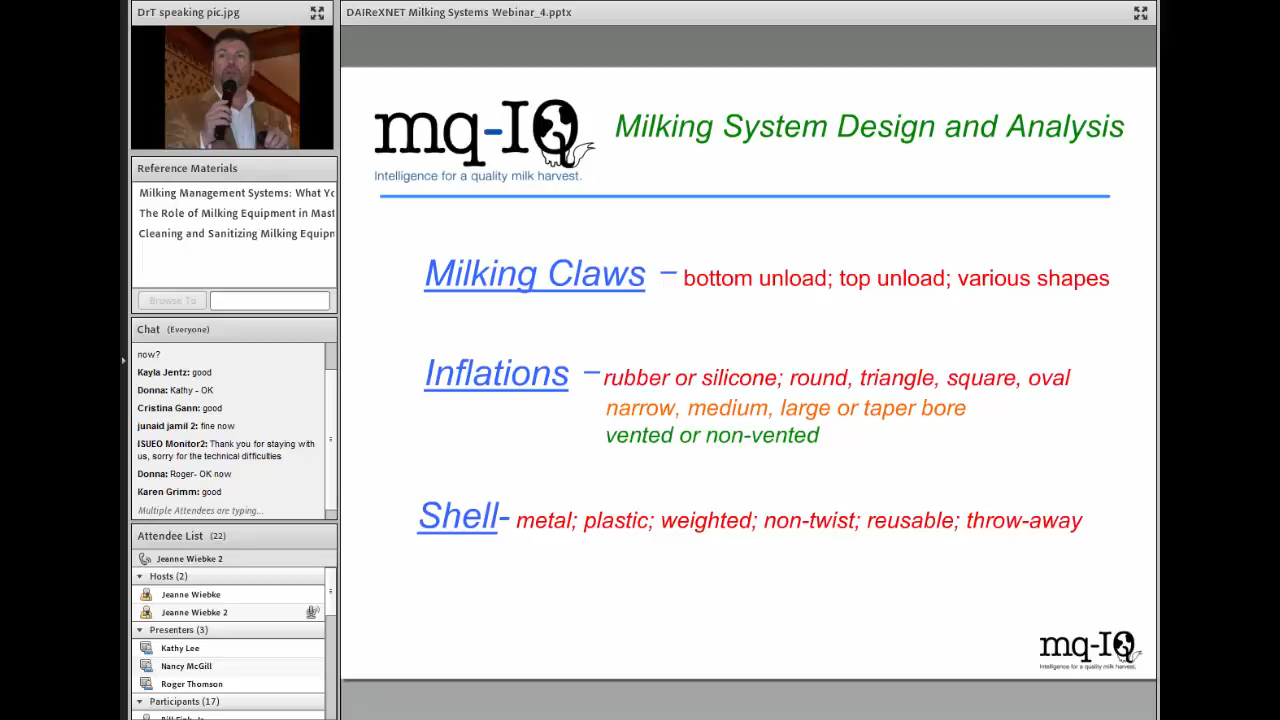 DrT speaking pic.jpg
Reference Materials
Milking Management Systems: What Yo
The Role of Milking Equipment in Mast
Cleaning and Sanitizing Milking Equipm
Browse To
Chat (Everyone)
now?
Kayla Jentz: good
Donna: Kathy - OK
Cristina Gann: good
junaid jamil 2: fine now
ISUEO Monitor2: Thank you for staying with
us, sorry for the technical difficulties
Donna: Roger- OK now
Karen Grimm: good
Multiple Attendees are typing...
Attendee List (22)
Jeanne Wiebke 2
Hosts (2)
Jeanne Wiebke
Jeanne Wiebke 2
Presenters (3)
Kathy Lee
Nancy McGill
Roger Thomson
Participants (17)
DAIReXNET Milking Systems Webinar_4.pptx
mq-IQ
Intelligence for a quality milk harvest.
Milking System Design and Analysis
Milking Claws – bottom unload; top unload; various shapes
Inflations – rubber or silicone; round, triangle, square, oval
narrow, medium, large or taper bore
vented or non-vented
Shell- metal; plastic; weighted; non-twist; reusable; throw-away
mq-IQ
Intelligence for a quality milk harvest.